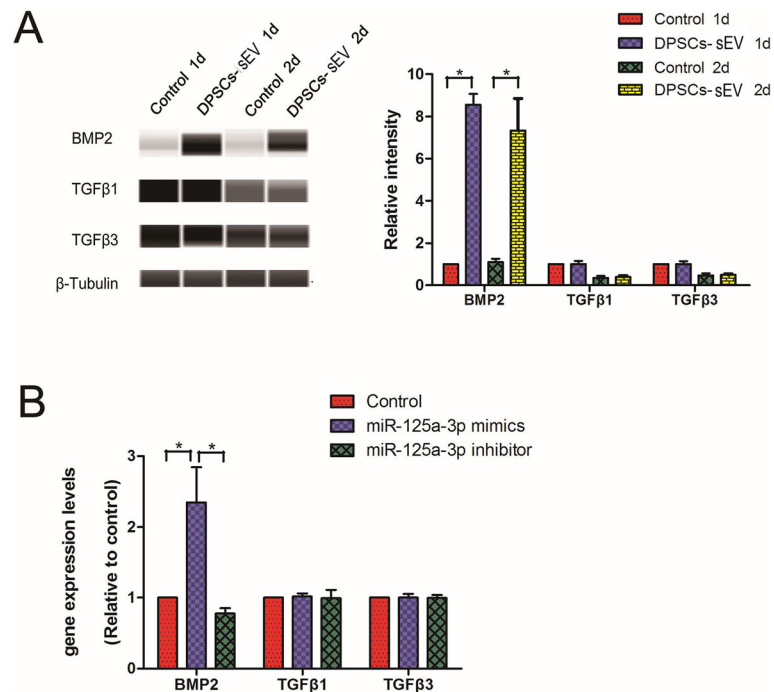 A
Control 1d
DPSCs-sEV 1d
Control 2d
DPSCs-sEV 2d
BMP2
TGFβ1
TGFβ3
β-Tubulin
Control 1d
DPSCs-sEV 1d
Control 2d
DPSCs-sEV 2d
Relative intensity
10
8
6
4
2
0
* *
BMP2 TGFβ1 TGFβ3
B
Control
miR-125a-3p mimics
miR-125a-3p inhibitor
gene expression levels
(Relative to control)
3
2
1
0
* *
BMP2 TGFβ1 TGFβ3